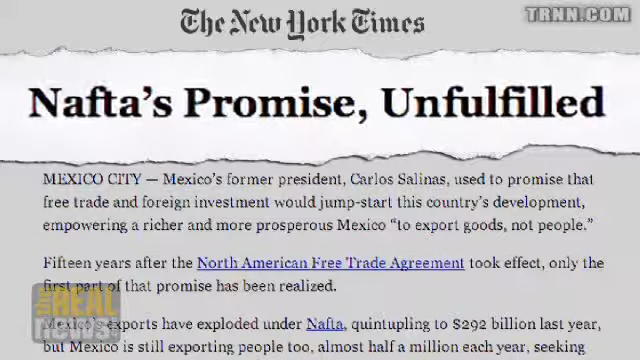 The New York Times
TRNN.COM
Nafta's Promise, Unfulfilled
MEXICO CITY — Mexico's former president, Carlos Salinas, used to promise that
free trade and foreign investment would jump-start this country's development,
empowering a richer and more prosperous Mexico “to export goods, not people.”
Fifteen years after the North American Free Trade Agreement took effect, only the
first part of that promise has been realized.
Mexico's exports have exploded under Nafta, quintupling to $292 billion last year,
but Mexico is still exporting people too, almost half a million each year, seeking
THE REAL
news